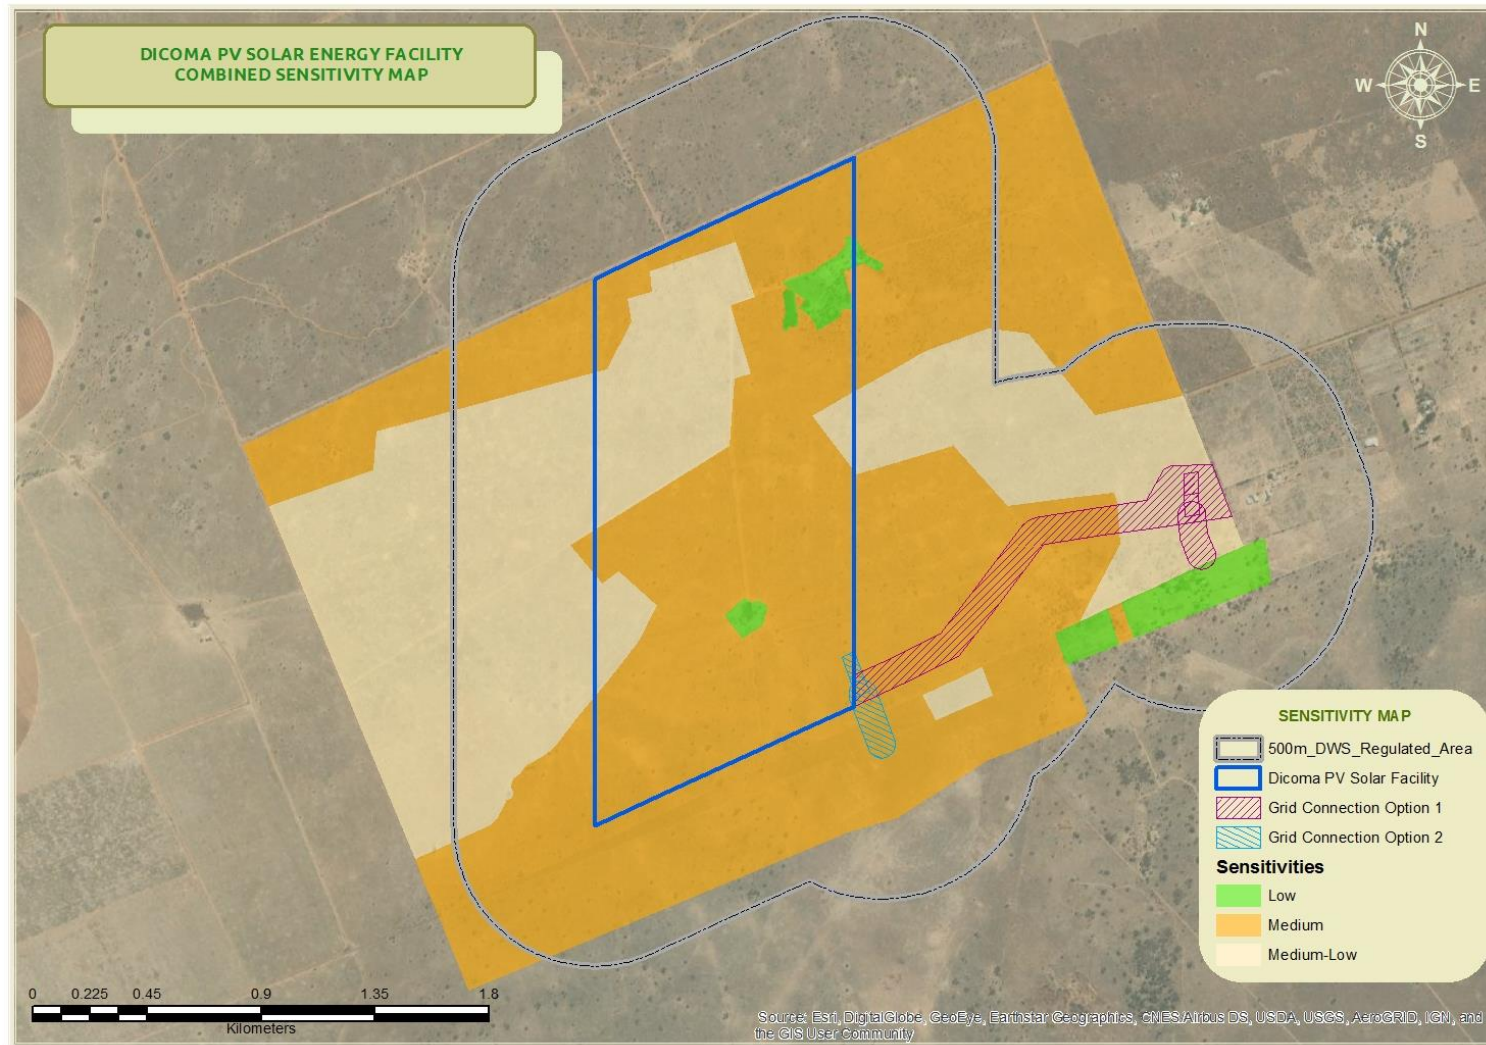 DICOMA PV SOLAR ENERGY FACILITY
COMBINED SENSITIVITY MAP
N
W E
S
SENSITIVITY MAP
500m_DWS_Regulated_Area
Dicoma PV Solar Facility
Grid Connection Option 1
Grid Connection Option 2
Sensitivities
Low
Medium
Medium-Low
0 0.225 0.45 0.9 1.35 1.8
Kilometers
Source: Esri, DigitalGlobe, GeoEye, Earthstar Geographics, CNES/Airbus DS, USDA, USGS, AeroGRID, IGN, and
the GIS User Community